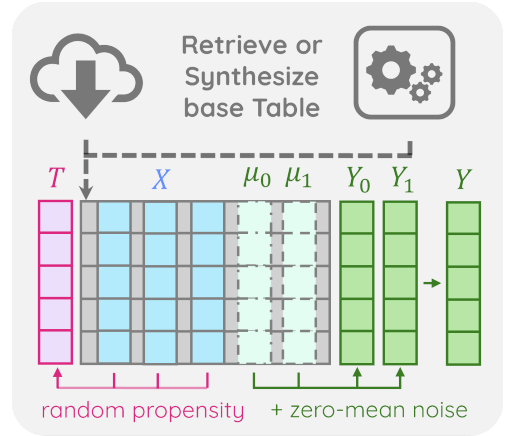 Retrieve or
Synthesize
base Table
T X μ₀ μ₁ Y₀ Y₁ Y
random propensity + zero-mean noise